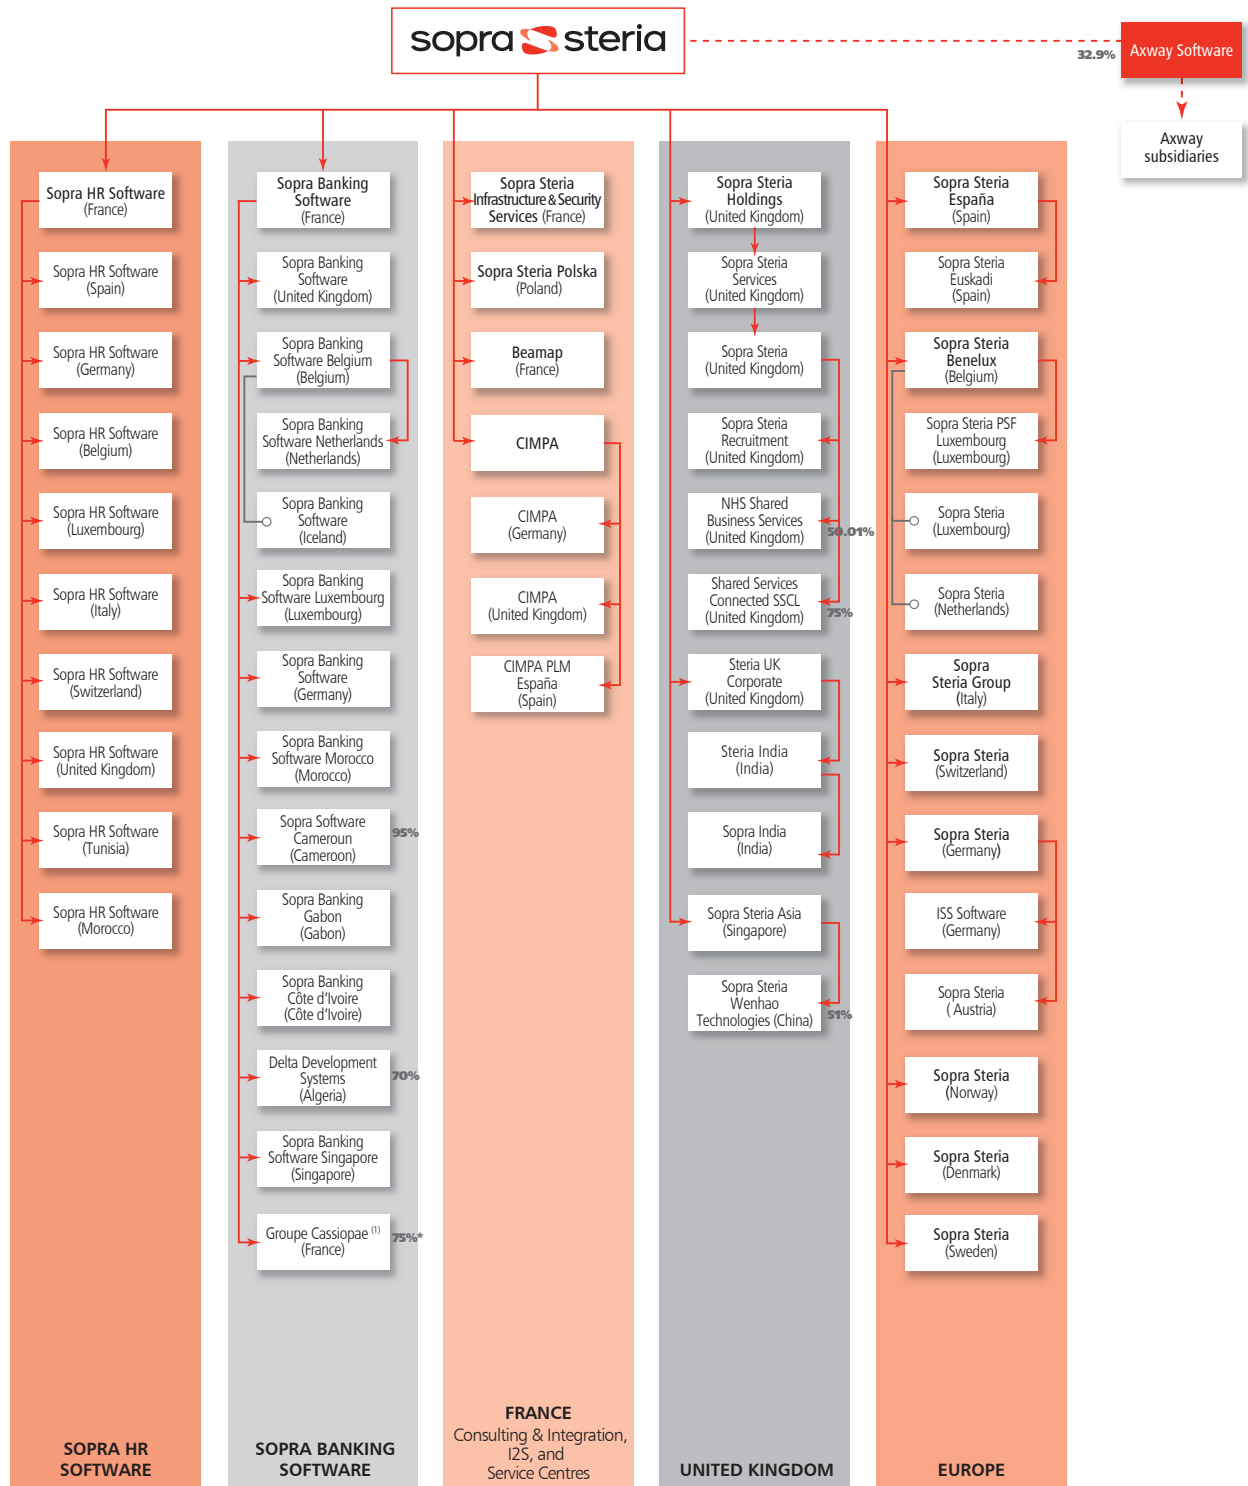 sopra steria
32.9%
Axway Software
Axway
subsidiaries
Sopra HR Software
(France)
Sopra HR Software
(Spain)
Sopra HR Software
(Germany)
Sopra HR Software
(Belgium)
Sopra HR Software
(Luxembourg)
Sopra HR Software
(Italy)
Sopra HR Software
(Switzerland)
Sopra HR Software
(United Kingdom)
Sopra HR Software
(Tunisia)
Sopra HR Software
(Morocco)
SOPRA HR
SOFTWARE
Sopra Banking
Software
(France)
Sopra Banking
Software
(United Kingdom)
Sopra Banking
Software Belgium
(Belgium)
Sopra Banking
Software Netherlands
(Netherlands)
Sopra Banking
Software
(Iceland)
Sopra Banking
Software Luxembourg
(Luxembourg)
Sopra Banking
Software
(Germany)
Sopra Banking
Software Morocco
(Morocco)
Sopra Software
Cameroun
(Cameroon)
95%
Sopra Banking
Gabon
(Gabon)
Sopra Banking
Côte d'Ivoire
(Côte d'Ivoire)
Delta Development
Systems
(Algeria)
70%
Sopra Banking
Software Singapore
(Singapore)
Groupe Cassiopae (1)
(France)
75%*
SOPRA BANKING
SOFTWARE
Sopra Steria
Infrastructure & Security
Services (France)
Sopra Steria Polska
(Poland)
Beamap
(France)
CIMPA
CIMPA
(Germany)
CIMPA
(United Kingdom)
CIMPA PLM
España
(Spain)
FRANCE
Consulting & Integration,
I2S, and
Service Centres
Sopra Steria
Holdings
(United Kingdom)
Sopra Steria
Services
(United Kingdom)
Sopra Steria
(United Kingdom)
Sopra Steria
Recruitment
(United Kingdom)
NHS Shared
Business Services
(United Kingdom)
50.01%
Shared Services
Connected SSCL
(United Kingdom)
75%
Steria UK
Corporate
(United Kingdom)
Steria India
(India)
Sopra India
(India)
Sopra Steria Asia
(Singapore)
Sopra Steria
Wenhao
Technologies (China)
51%
UNITED KINGDOM
Sopra Steria
España
(Spain)
Sopra Steria
Euskadi
(Spain)
Sopra Steria
Benelux
(Belgium)
Sopra Steria PSF
Luxembourg
(Luxembourg)
Sopra Steria
(Luxembourg)
Sopra Steria
(Netherlands)
Sopra
Steria Group
(Italy)
Sopra Steria
(Switzerland)
Sopra Steria
(Germany)
ISS Software
(Germany)
Sopra Steria
( Austria)
Sopra Steria
(Norway)
Sopra Steria
(Denmark)
Sopra Steria
(Sweden)
EUROPE